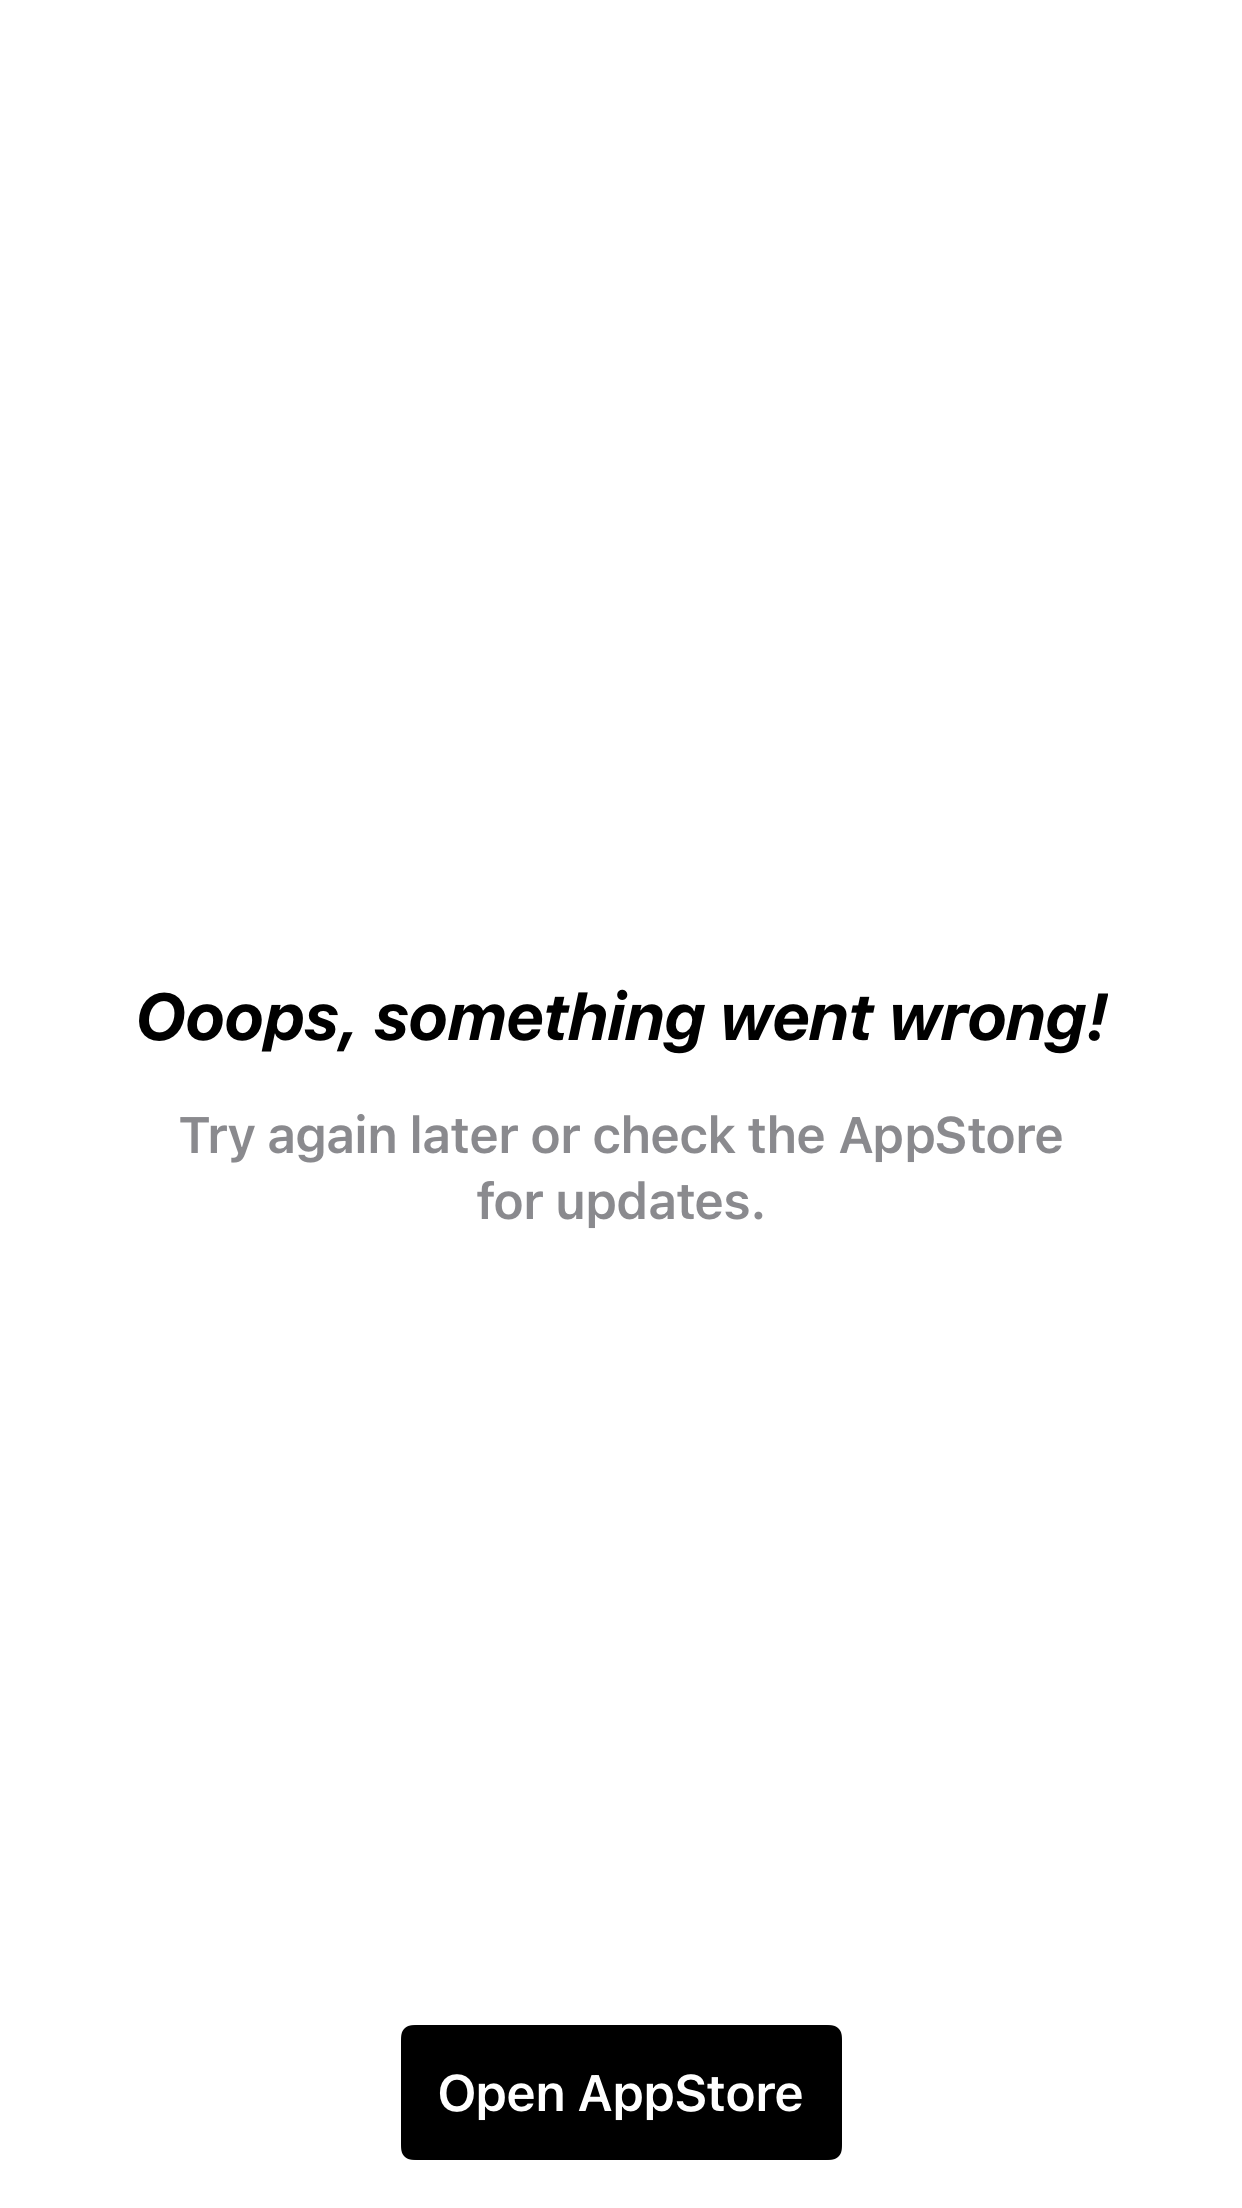 Ooops, something went wrong!
Try again later or check the AppStore
for updates.
Open AppStore